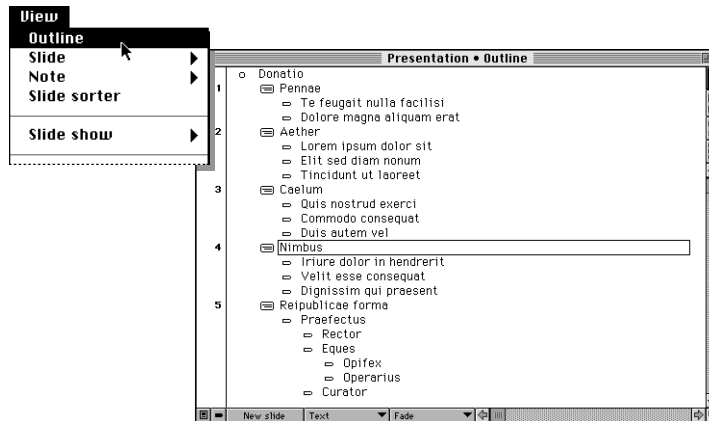 View
Outline
Slide
Note
Slide sorter
Slide show
Presentation • Outline
Donatio
1 Pennae
Te feugait nulla facilisi
Dolore magna aliquam erat
2 Aether
Lorem ipsum dolor sit
Elit sed diam nonum
Tincidunt ut laoreet
3 Caelum
Quis nostrud exerci
Commodo consequat
Duis autem vel
4 Nimbus
Iriure dolor in hendrerit
Velit esse consequat
Dignissim qui praesent
5 Reipublicae forma
Praefectus
Rector
Eques
Opifex
Operarius
Curator
New slide Text Fade